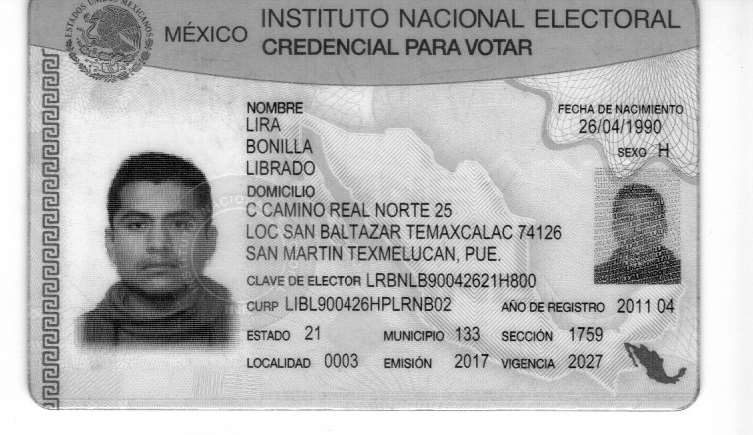 ESTADOS UNIDOS MEXICANOS
MÉXICO
INSTITUTO NACIONAL ELECTORAL
CREDENCIAL PARA VOTAR
NOMBRE
LIRA
BONILLA
LIBRADO
FECHA DE NACIMIENTO
26/04/1990
SEXO H
DOMICILIO
C CAMINO REAL NORTE 25
LOC SAN BALTAZAR TEMAXCALAC 74126
SAN MARTIN TEXMELUCAN, PUE.
CLAVE DE ELECTOR LRBNLB90042621H800
CURP LIBL900426HPLRNB02 AÑO DE REGISTRO 2011 04
ESTADO 21 MUNICIPIO 133 SECCIÓN 1759
LOCALIDAD 0003 EMISIÓN 2017 VIGENCIA 2027